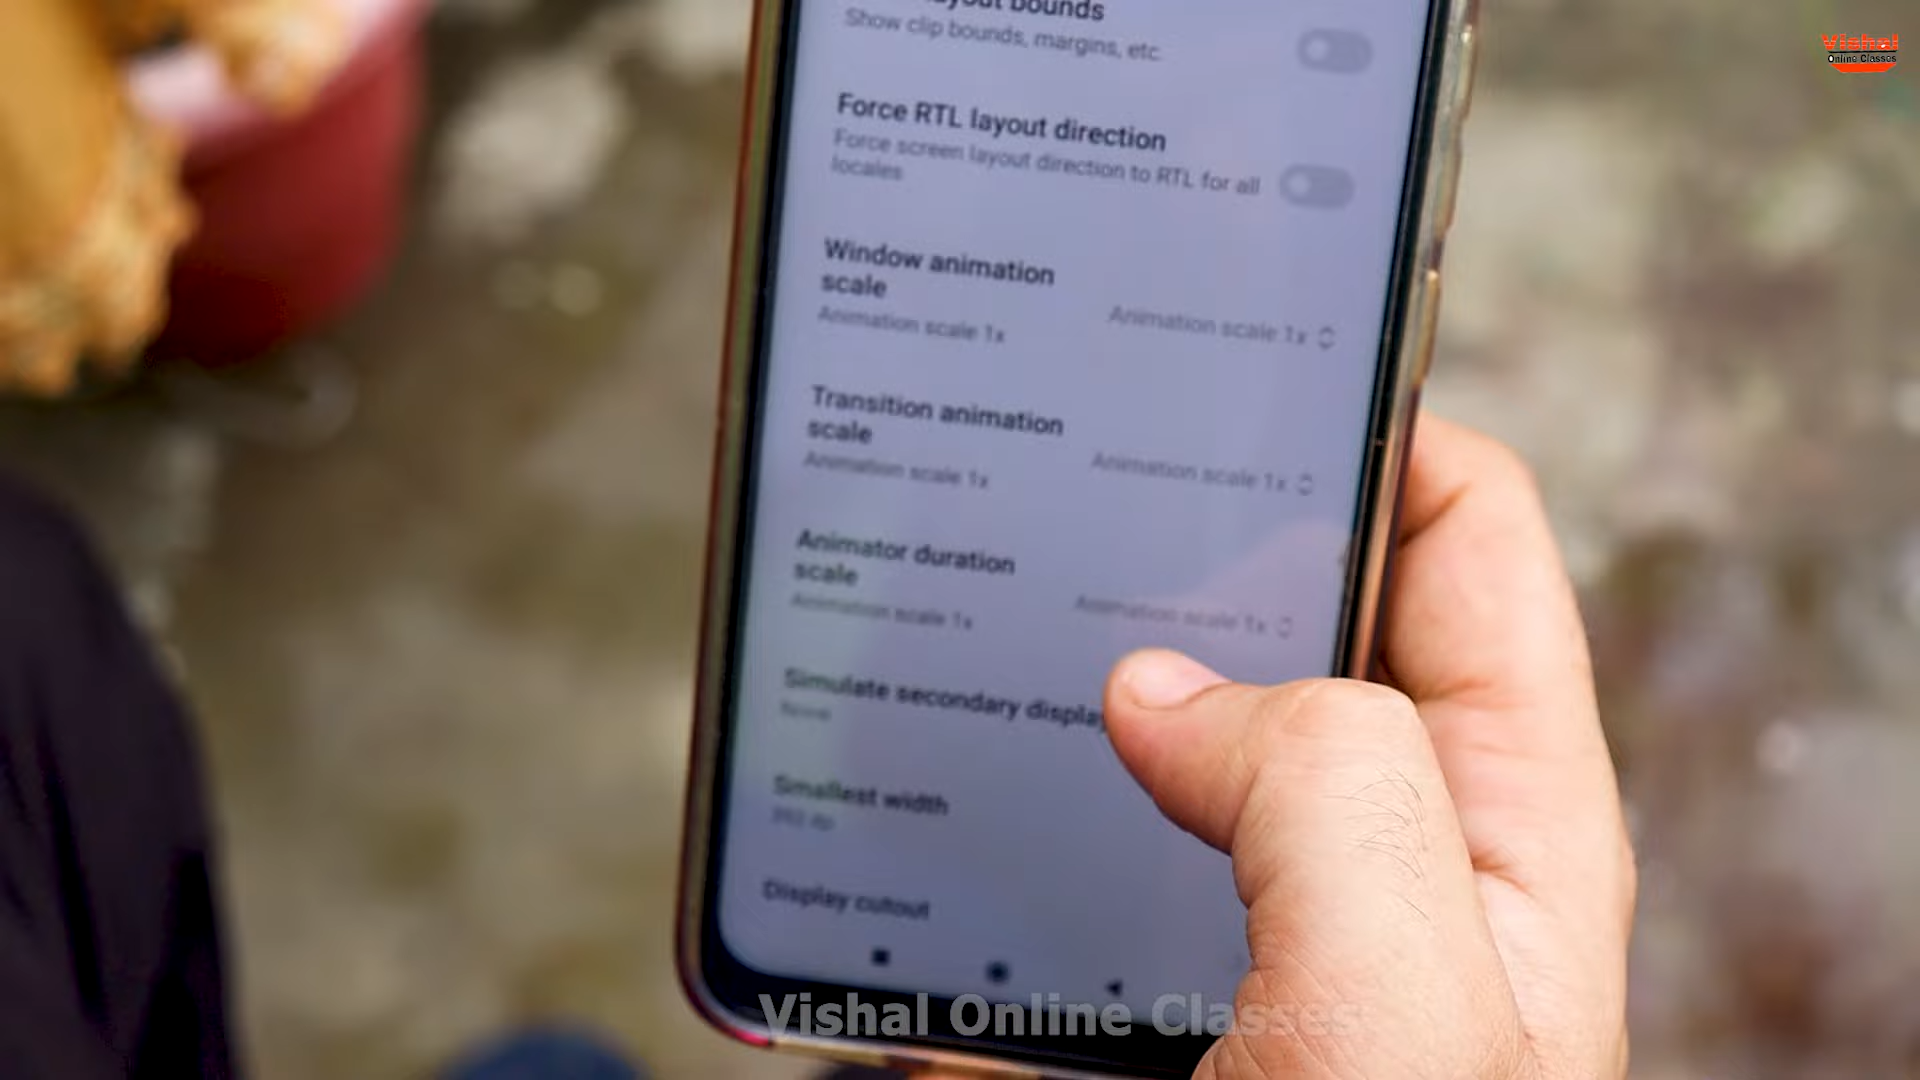 layout bounds
Show clip bounds, margins, etc.
Force RTL layout direction
Force screen layout direction to RTL for all
locales
Window animation
scale
Animation scale 1x
Animation scale 1x
Transition animation
scale
Animation scale 1x
Animation scale 1x
Animator duration
scale
Animation scale 1x
Animation scale 1x
Simulate secondary display
None
Smallest width
Display cutout
Vishal
Online Classes
Vishal Online Classes